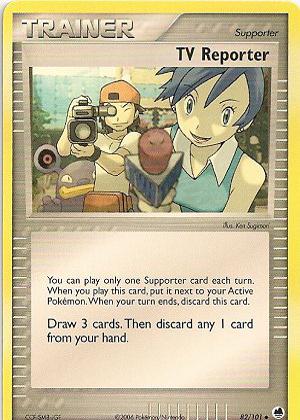 TRAINER
Supporter
TV Reporter
Illus. Ken Sugimori
You can play only one Supporter card each turn.
When you play this card, put it next to your Active
Pokémon. When your turn ends, discard this card.
Draw 3 cards. Then discard any 1 card
from your hand.
©2006 Pokémon/Nintendo
82/101